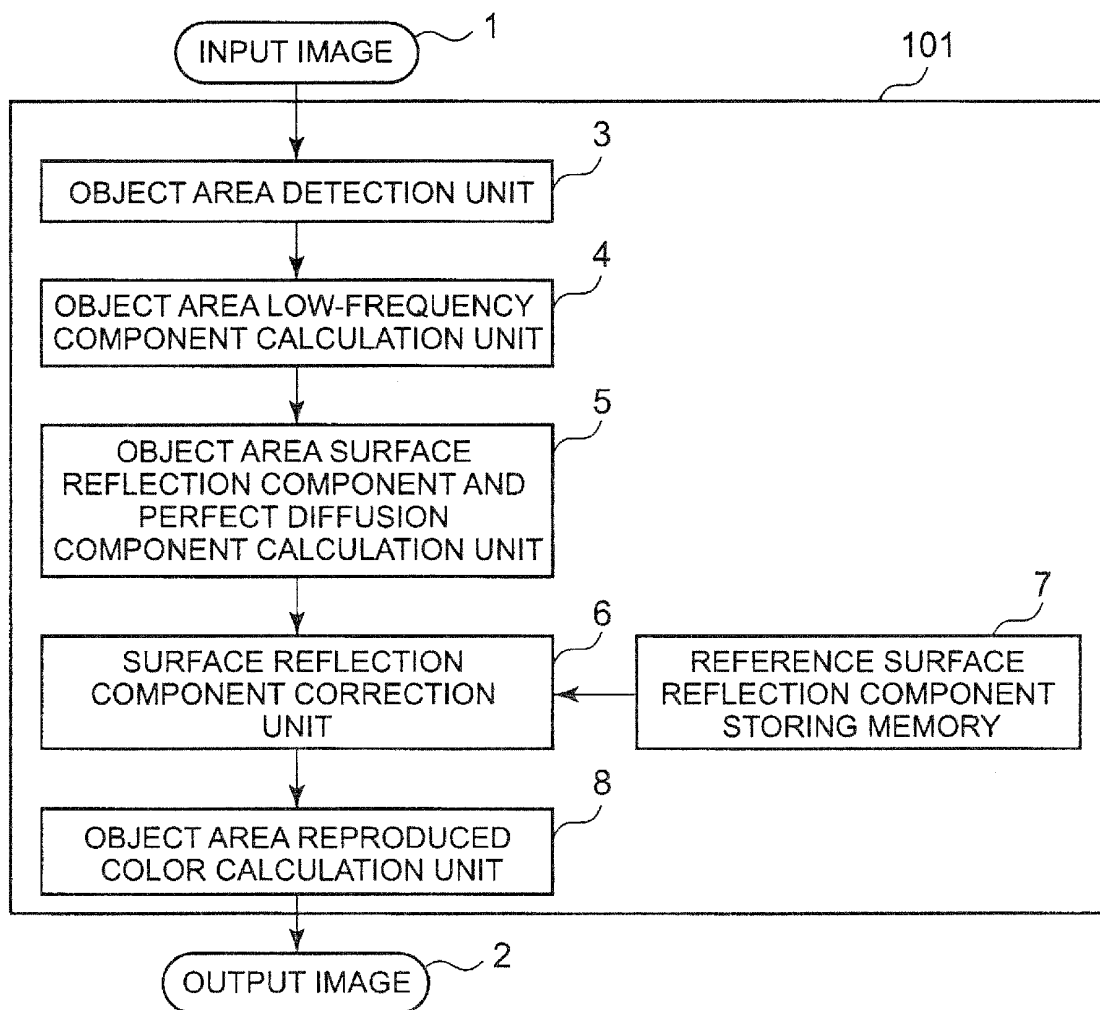 1
INPUT IMAGE
101
3
OBJECT AREA DETECTION UNIT
4
OBJECT AREA LOW-FREQUENCY
COMPONENT CALCULATION UNIT
5
OBJECT AREA SURFACE
REFLECTION COMPONENT AND
PERFECT DIFFUSION
COMPONENT CALCULATION UNIT
6
SURFACE REFLECTION
COMPONENT CORRECTION
UNIT
7
REFERENCE SURFACE
REFLECTION COMPONENT
STORING MEMORY
8
OBJECT AREA REPRODUCED
COLOR CALCULATION UNIT
2
OUTPUT IMAGE